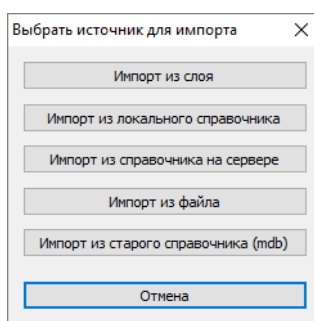 Выбрать источник для импорта
Импорт из слоя
Импорт из локального справочника
Импорт из справочника на сервере
Импорт из файла
Импорт из старого справочника (mdb)
Отмена